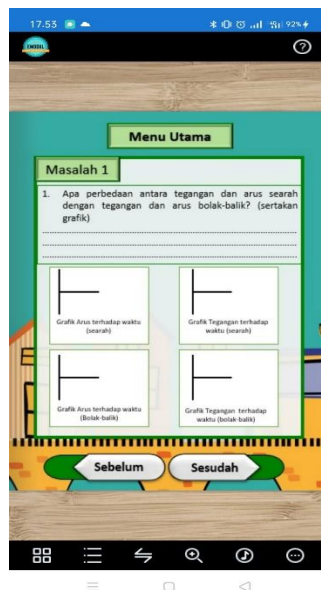 17.53
92%
Menu Utama
Masalah 1
1. Apa perbedaan antara tegangan dan arus searah
dengan tegangan dan arus bolak-balik? (sertakan
grafik)
Grafik Arus terhadap waktu
(searah)
Grafik Tegangan terhadap
waktu (searah)
Grafik Arus terhadap waktu
(Bolak-balik)
Grafik Tegangan terhadap
waktu (bolak-balik)
Sebelum
Sesudah